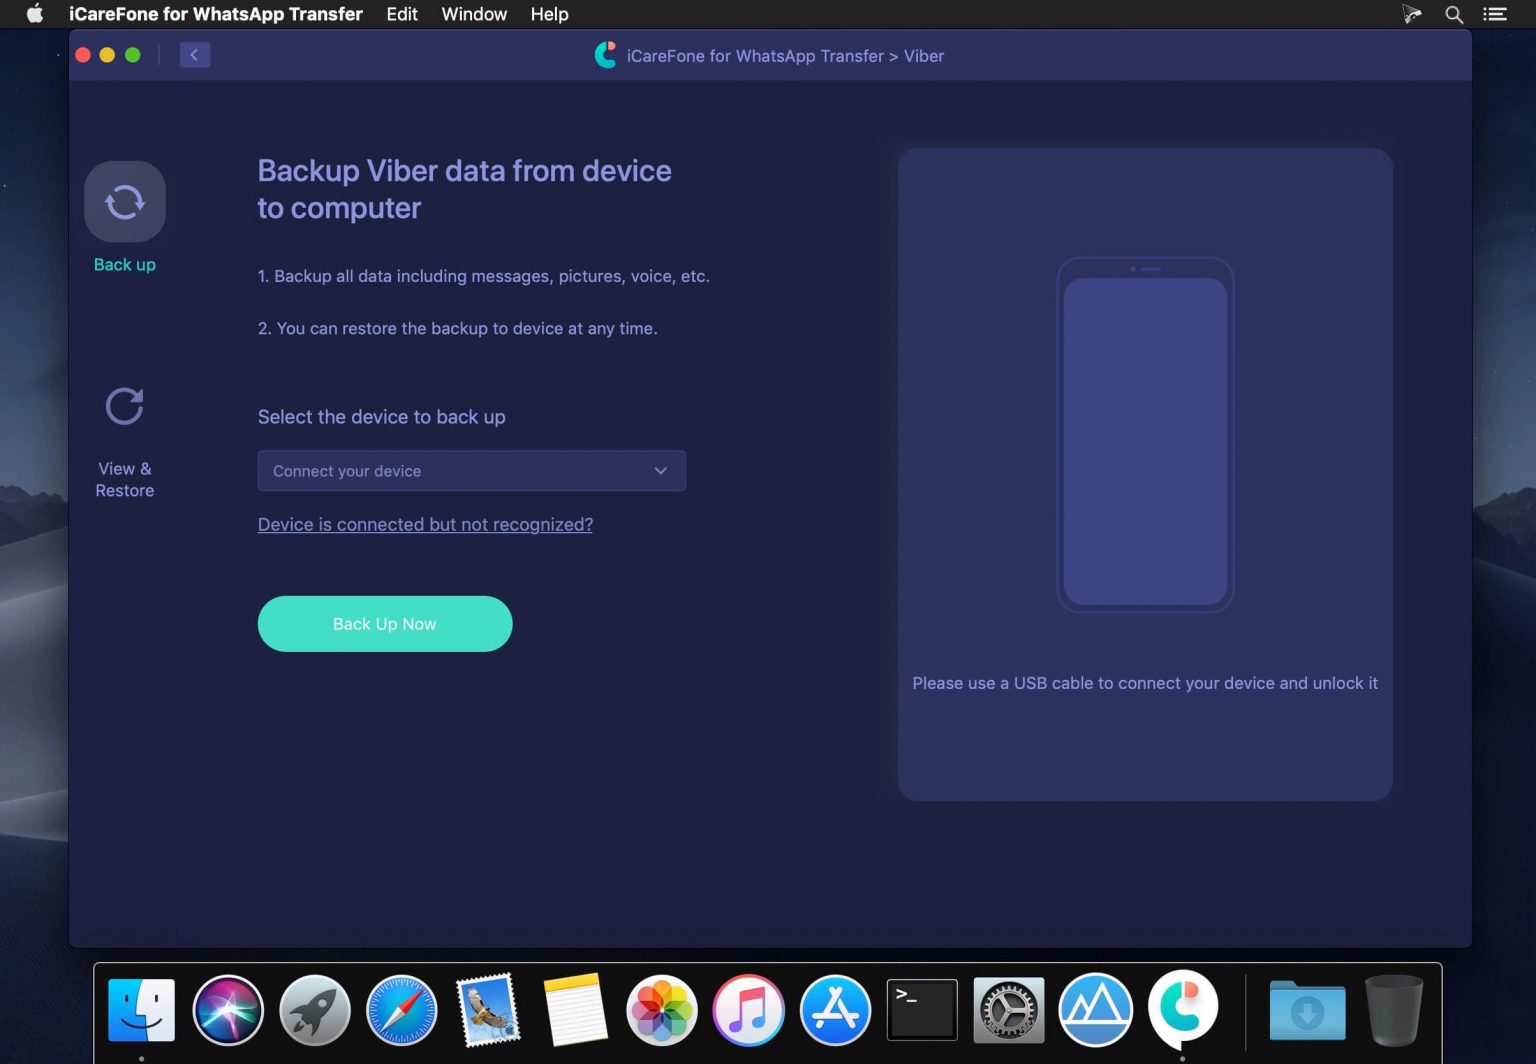 iCareFone for WhatsApp Transfer Edit Window Help
iCareFone for WhatsApp Transfer > Viber
Back up
View &
Restore
Backup Viber data from device
to computer
1. Backup all data including messages, pictures, voice, etc.
2. You can restore the backup to device at any time.
Select the device to back up
Connect your device
Device is connected but not recognized?
Back Up Now
Please use a USB cable to connect your device and unlock it
>_